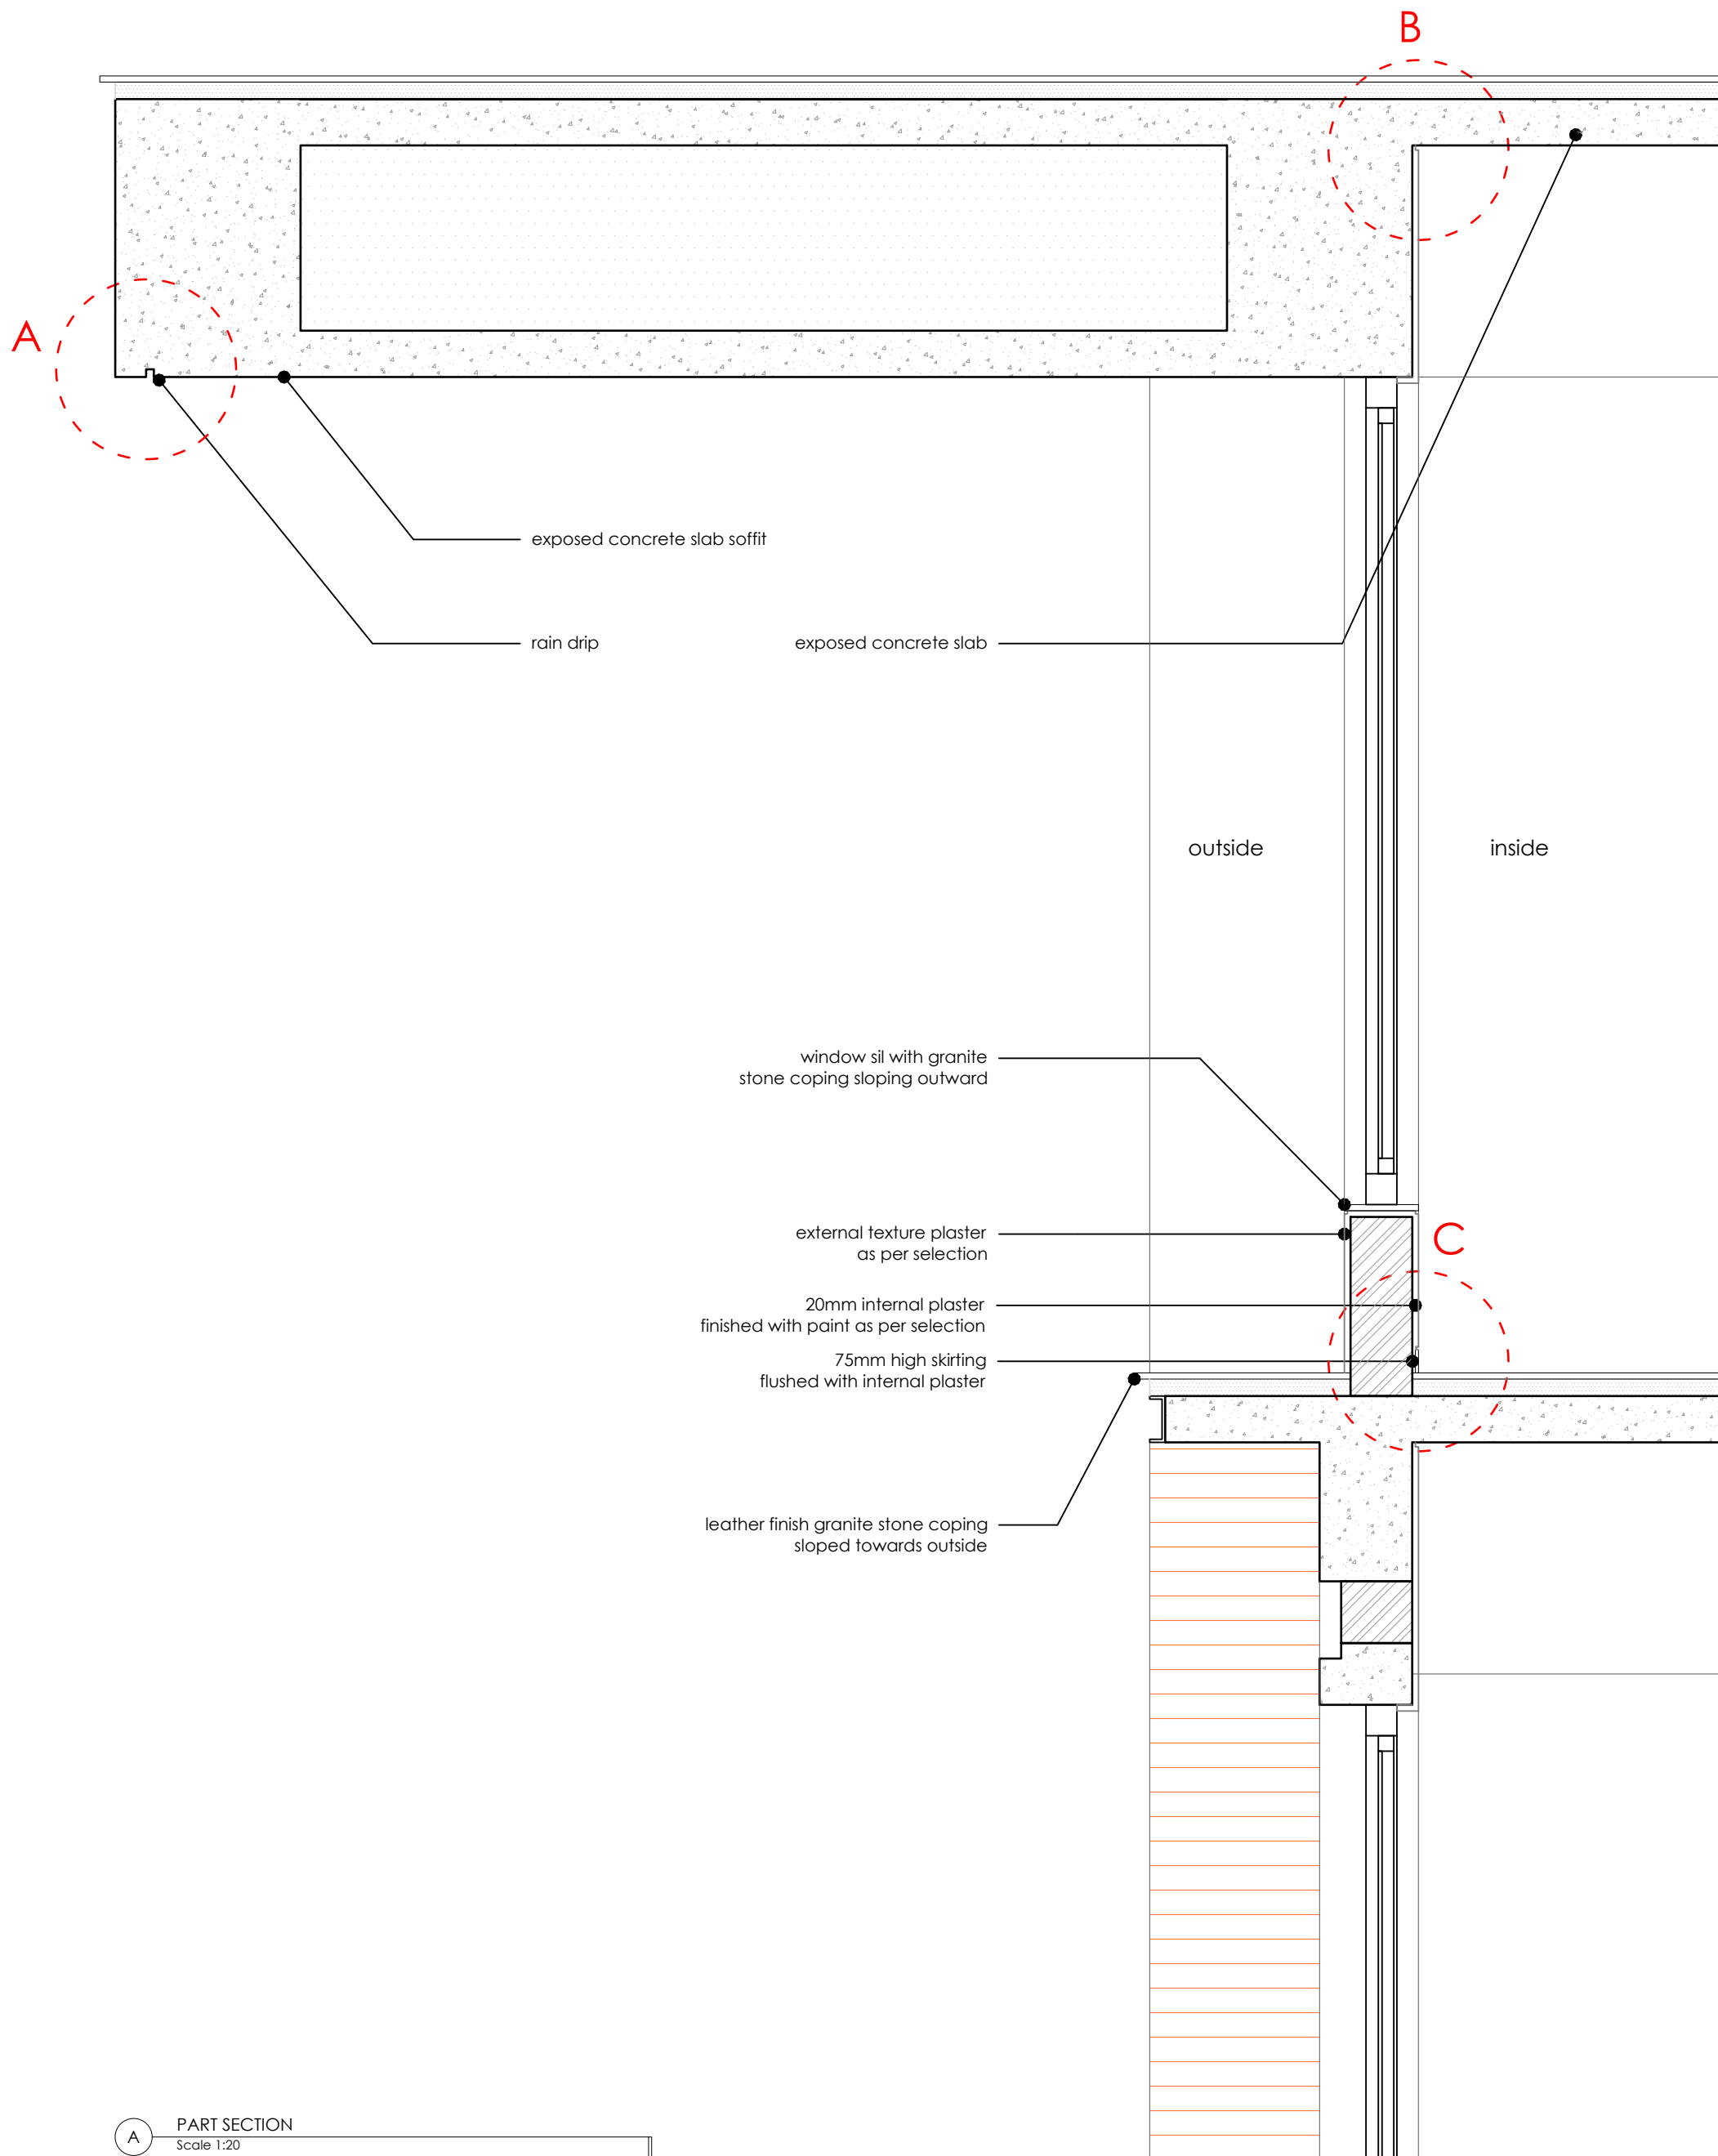 B
A
exposed concrete slab soffit
rain drip
exposed concrete slab
outside
inside
window sil with granite
stone coping sloping outward
external texture plaster
as per selection
C
20mm internal plaster
finished with paint as per selection
75mm high skirting
flushed with internal plaster
leather finish granite stone coping
sloped towards outside
A
PART SECTION
Scale 1:20